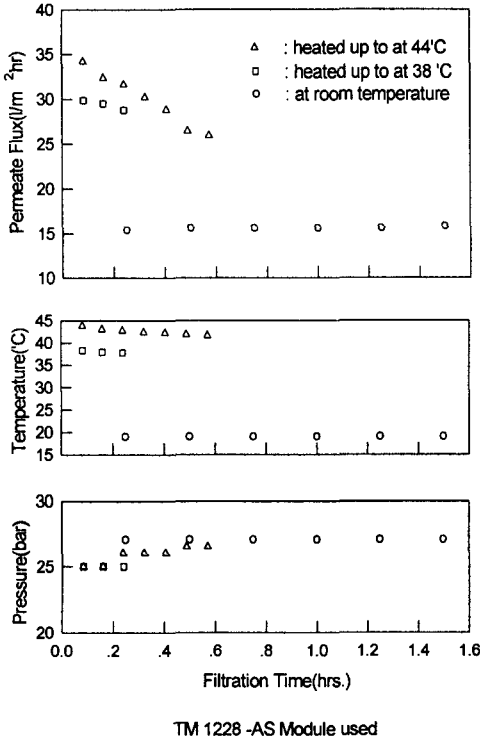 40
35
30
25
20
15
10
Permeate Flux(l/m ²hr)
△ : heated up to at 44'C
□ : heated up to at 38 'C
○ : at room temperature
45
40
35
30
25
20
15
Temperature('C)
30
25
20
Pressure(bar)
0.0 .2 .4 .6 .8 1.0 1.2 1.4 1.6
Filtration Time(hrs.)
TM 1228 -AS Module used